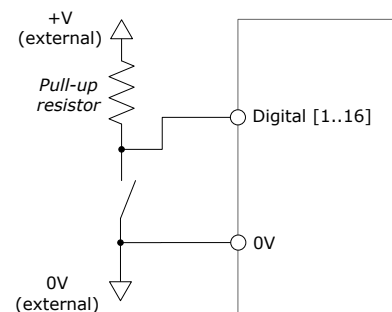 +V
(external)
Pull-up
resistor
Digital [1..16]
0V
0V
(external)